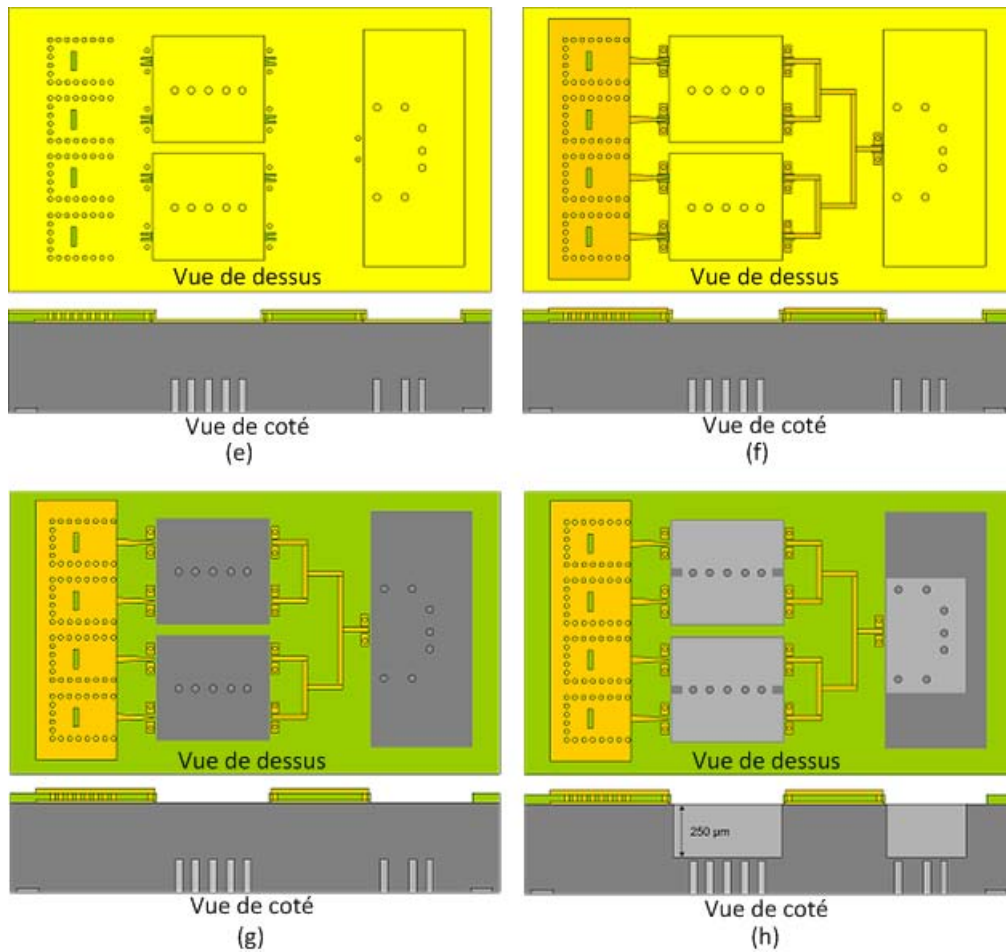 Vue de dessus
Vue de dessus
Vue de coté
(e)
Vue de coté
(f)
Vue de dessus
Vue de dessus
250 µm
Vue de coté
(g)
Vue de coté
(h)